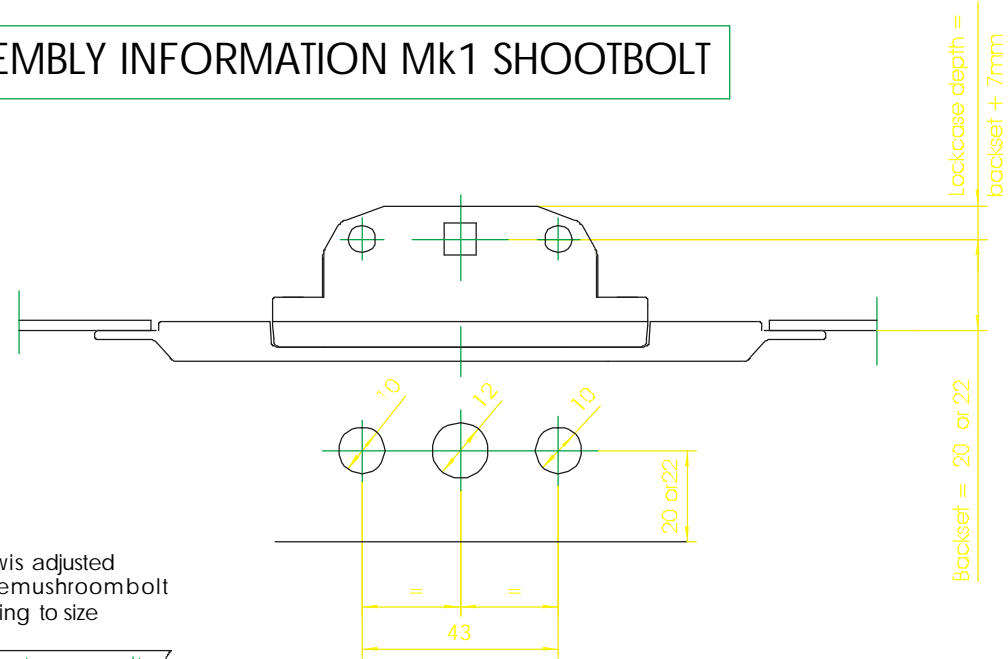 EMBLY INFORMATION Mk1 SHOOTBOLT
Lockcase depth =
backset + 7mm
10
12
10
20 or22
Backset = 20 or 22
= =
43
wis adjusted
emushroombolt
ing to size